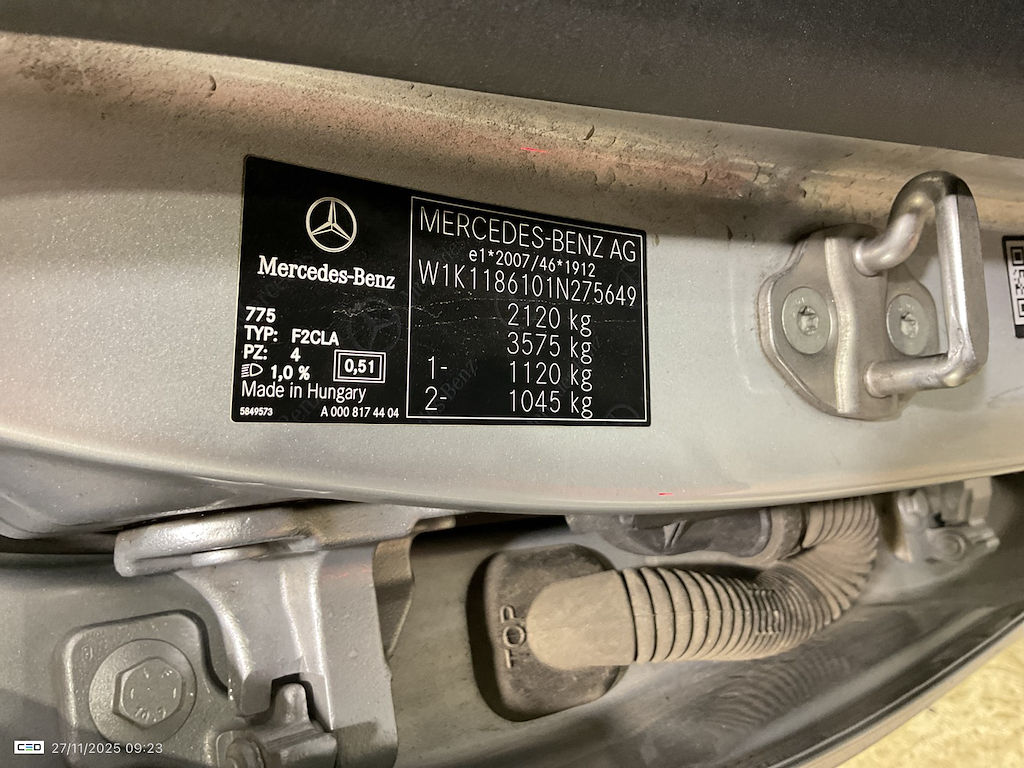 Mercedes-Benz
775
TYP: F2CLA
PZ: 4
1,0 %
0,51
Made in Hungary
5849573 A 000 817 44 04
MERCEDES-BENZ AG
e1*2007/46*1912
W1K1186101N275649
2120 kg
3575 kg
1- 1120 kg
2- 1045 kg
TOP
CEO 27/11/2025 09:23